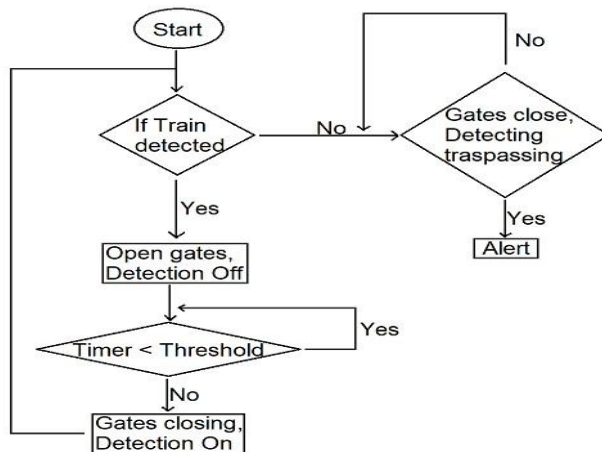 Start
No
If Train
detected
No
Gates close,
Detecting
traspassing
Yes
Yes
Open gates,
Detection Off
Alert
Yes
Timer < Threshold
No
Gates closing,
Detection On